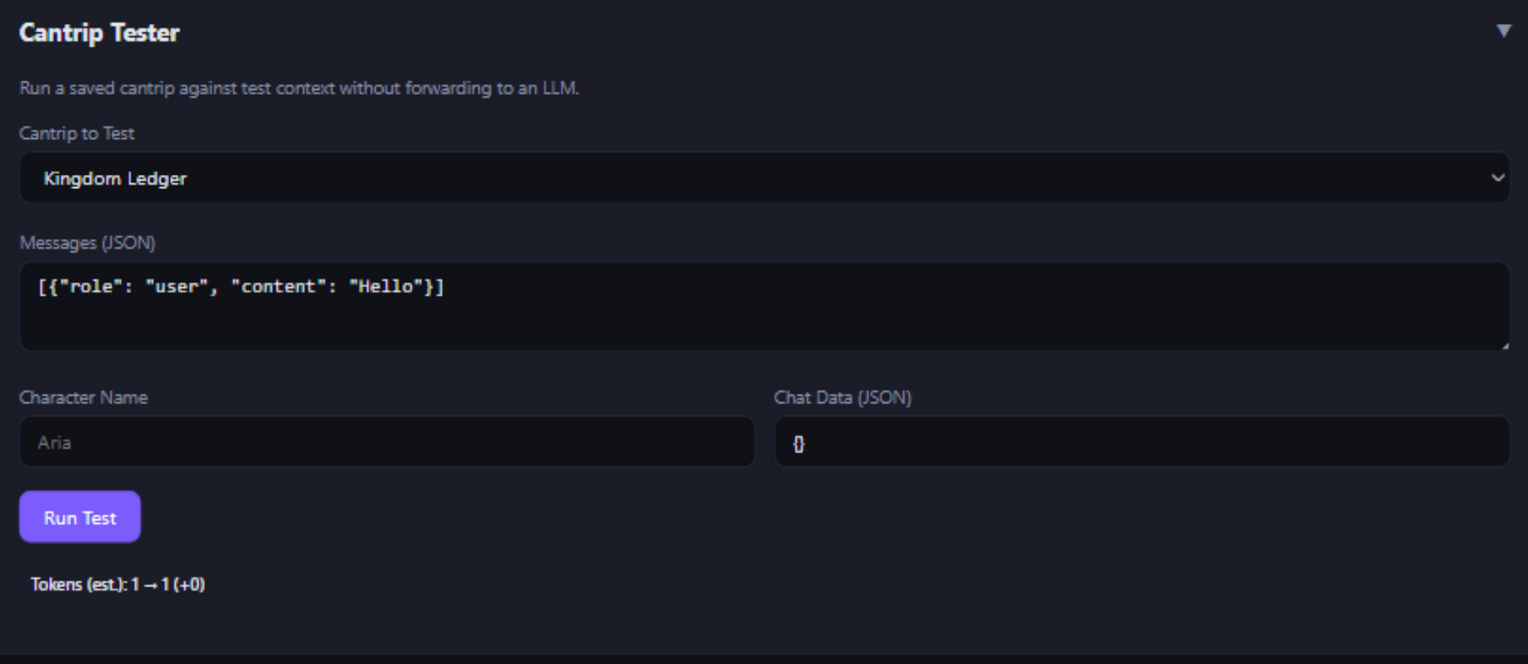 Cantrip Tester
Run a saved cantrip against test context without forwarding to an LLM.
Cantrip to Test
Kingdom Ledger
Messages (JSON)
[{"role": "user", "content": "Hello"}]
Character Name
Chat Data (JSON)
Aria
{}
Run Test
Tokens (est.): 1 → 1 (+0)